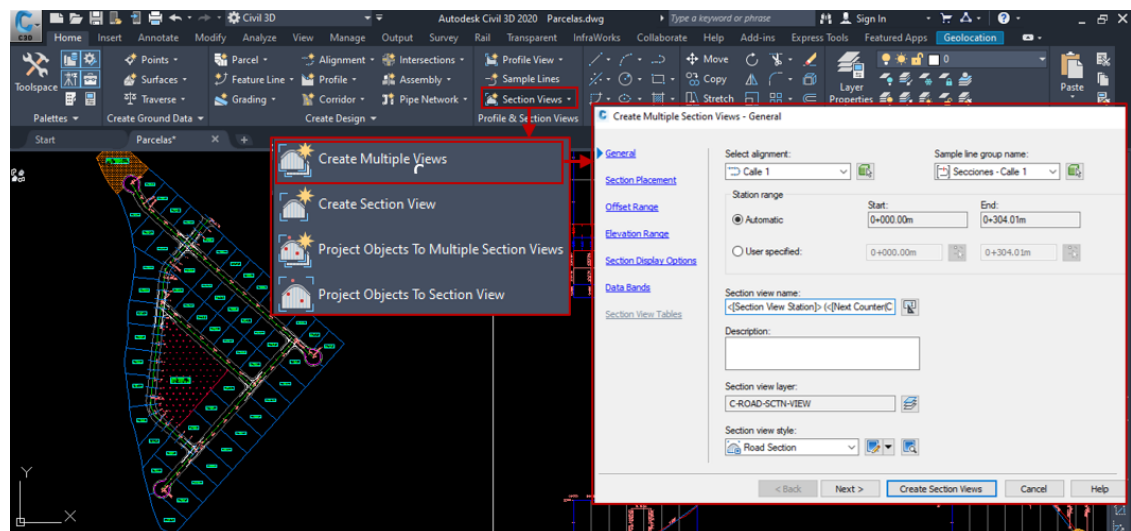 C3D
Civil 3D
Autodesk Civil 3D 2020 Parcelas.dwg
Type a keyword or phrase
Sign In
Home Insert Annotate Modify Analyze View Manage Output Survey Rail Transparent InfraWorks Collaborate Help Add-ins Express Tools Featured Apps Geolocation
Toolspace
Points
Surfaces
Traverse
Parcel
Feature Line
Grading
Alignment
Profile
Corridor
Intersections
Assembly
Pipe Network
Profile View
Sample Lines
Section Views
Move
Copy
Stretch
Layer
Properties
0
Paste
Palettes
Create Ground Data
Create Design
Profile & Section Views
Start
Parcelas*
Create Multiple Views
Create Section View
Project Objects To Multiple Section Views
Project Objects To Section View
Create Multiple Section Views - General
General
Section Placement
Offset Range
Elevation Range
Section Display Options
Data Bands
Section View Tables
Select alignment:
Calle 1
Sample line group name:
Secciones - Calle 1
Station range
Start:
End:
Automatic
0+000.00m
0+304.01m
User specified:
0+000.00m
0+304.01m
Section view name:
<[Section View Station]> (<[Next Counter(C
Description:
Section view layer:
C-ROAD-SCTN-VIEW
Section view style:
Road Section
< Back
Next >
Create Section Views
Cancel
Help
Y
X